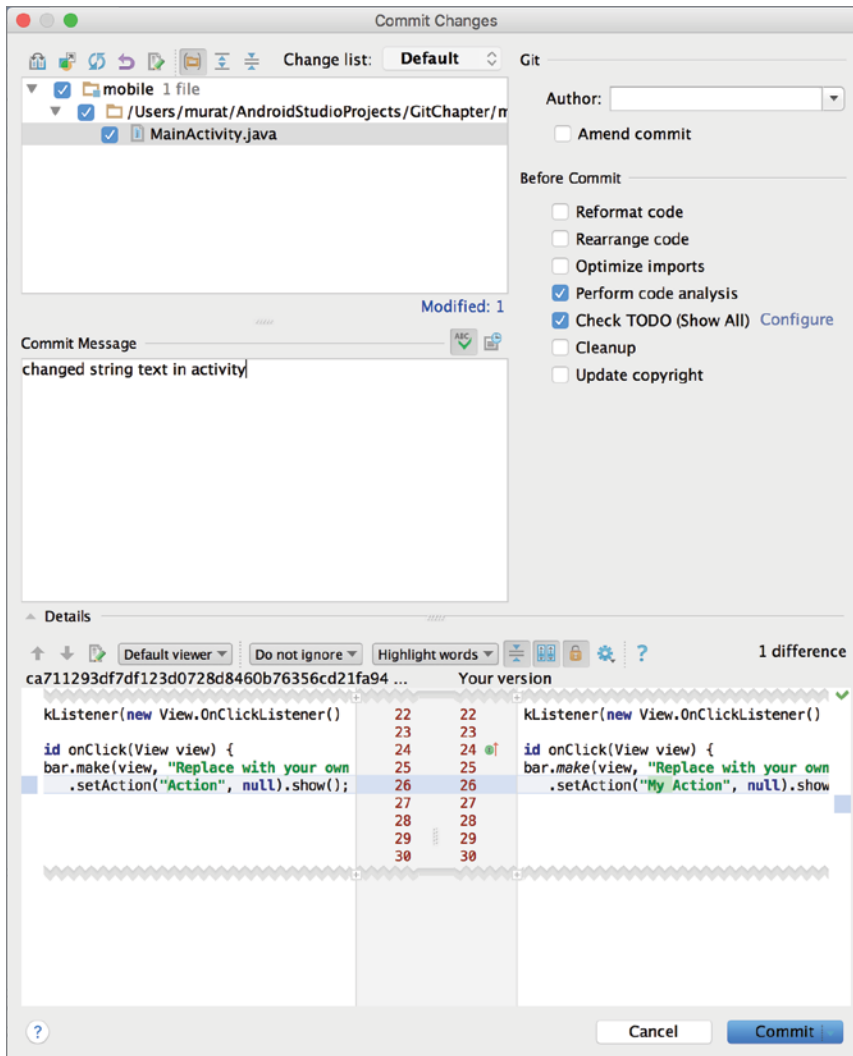 Commit Changes
Change list: Default
mobile 1 file
/Users/murat/AndroidStudioProjects/GitChapter/m
MainActivity.java
Modified: 1
Commit Message
changed string text in activity
Git
Author:
Amend commit
Before Commit
Reformat code
Rearrange code
Optimize imports
Perform code analysis
Check TODO (Show All) Configure
Cleanup
Update copyright
Details
Default viewer Do not ignore Highlight words ? 1 difference
ca711293df7df123d0728d8460b76356cd21fa94 ... Your version
kListener(new View.OnClickListener() 22 22 kListener(new View.OnClickListener()
23 23
id onClick(View view) { 24 24 id onClick(View view) {
bar.make(view, "Replace with your own 25 25 bar.make(view, "Replace with your own
.setAction("Action", null).show(); 26 26 .setAction("My Action", null).show
27 27
28 28
29 29
30 30
? Cancel Commit